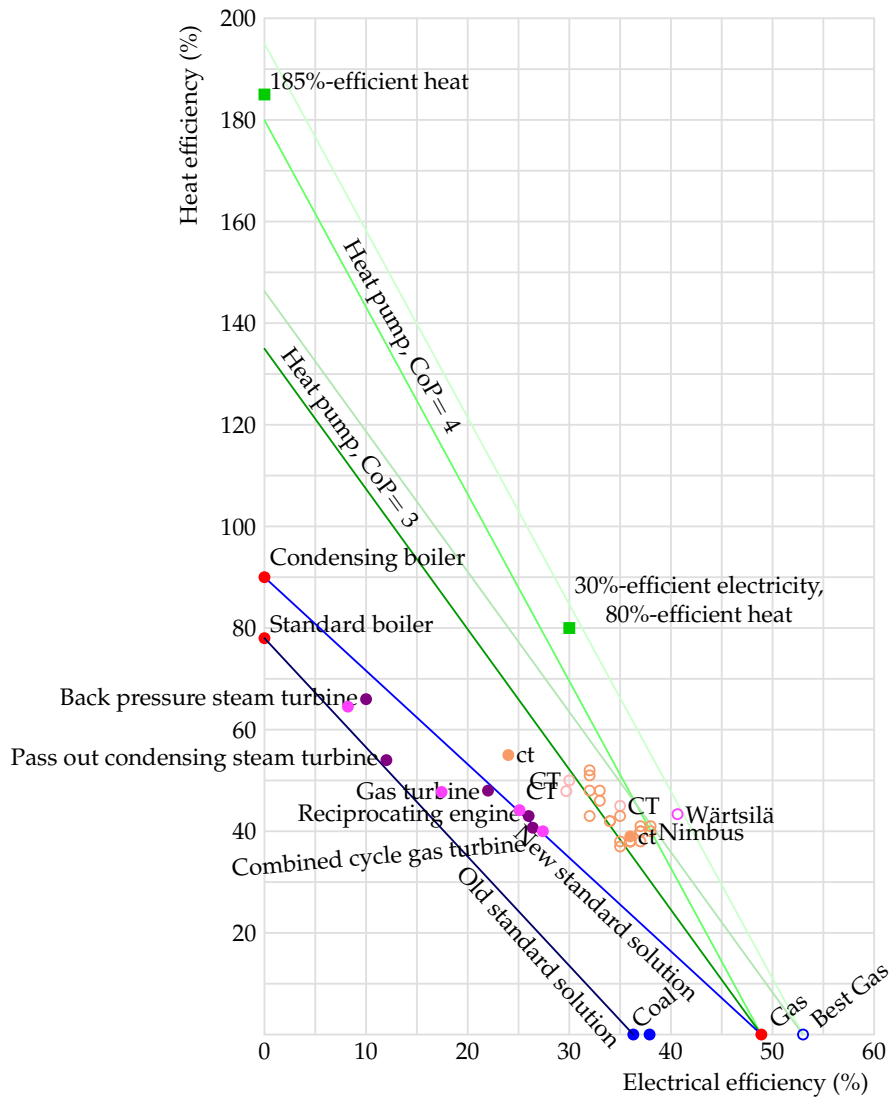 200
180
160
140
120
100
80
60
40
20
Heat efficiency (%)
185%-efficient heat
Heat pump, CoP= 4
Heat pump, CoP= 3
Condensing boiler
30%-efficient electricity,
80%-efficient heat
Standard boiler
Back pressure steam turbine
Pass out condensing steam turbine
ct
CT
Gas turbine
CT
CT
Reciprocating engine
Wärtsilä
Nimbus
ct
Combined cycle gas turbine
New standard solution
Old standard solution
Coal
Gas
Best Gas
0
10
20
30
40
50
60
Electrical efficiency (%)